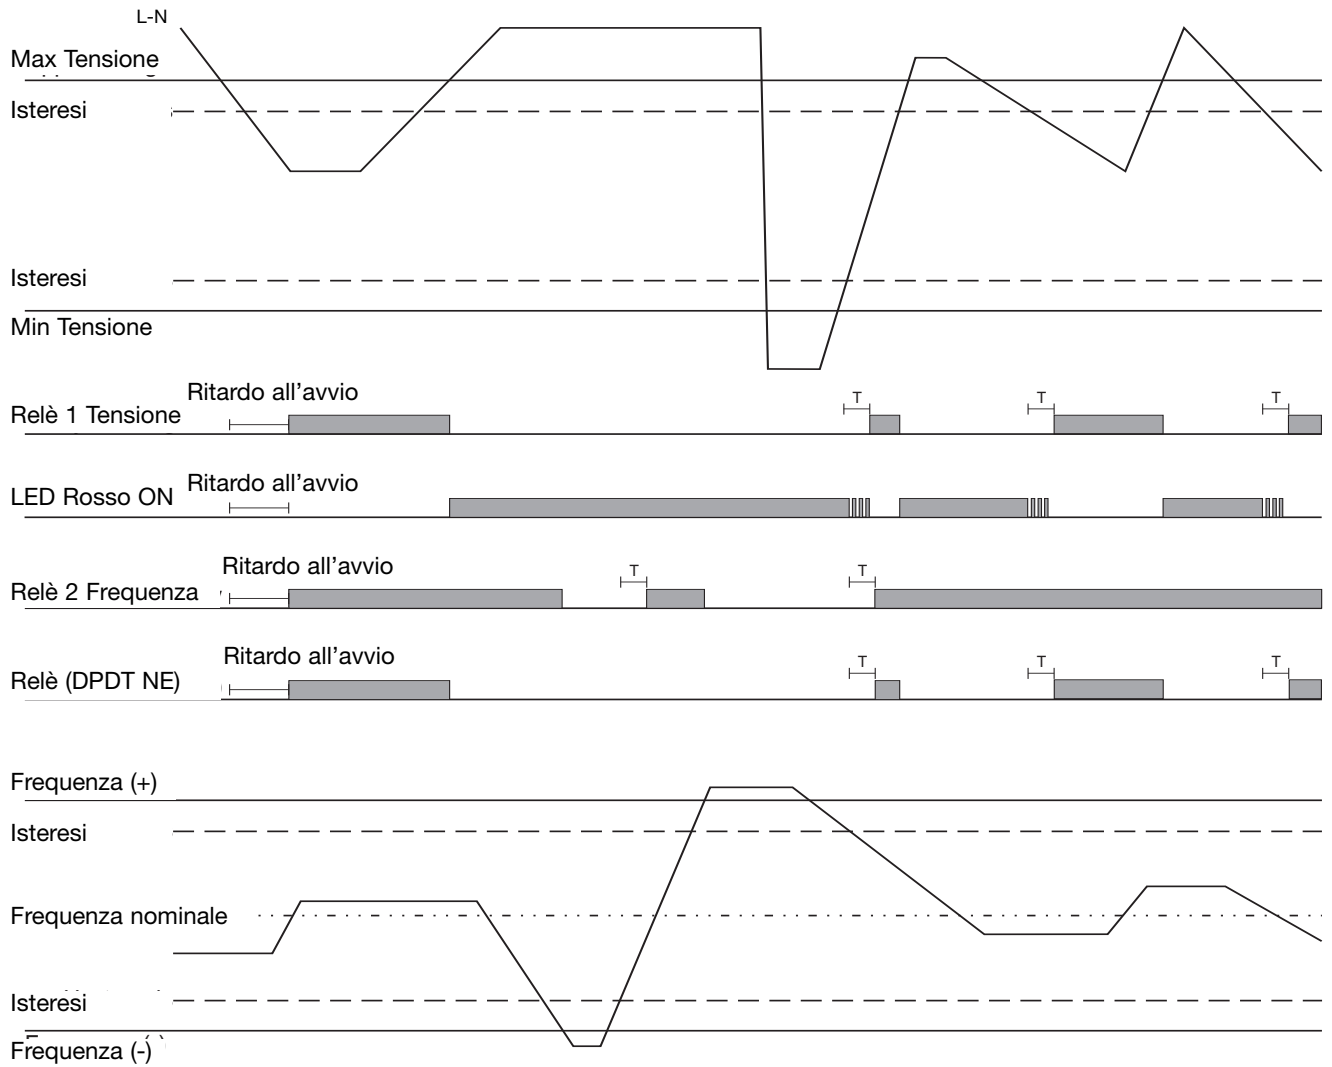 L-N
Max Tensione
Isteresi
Isteresi
Min Tensione
Ritardo all'avvio
Relè 1 Tensione
T
T
T
Ritardo all'avvio
LED Rosso ON
Ritardo all'avvio
Relè 2 Frequenza
T
T
Ritardo all'avvio
Relè (DPDT NE)
T
T
T
Frequenza (+)
Isteresi
Frequenza nominale
Isteresi
Frequenza (-)